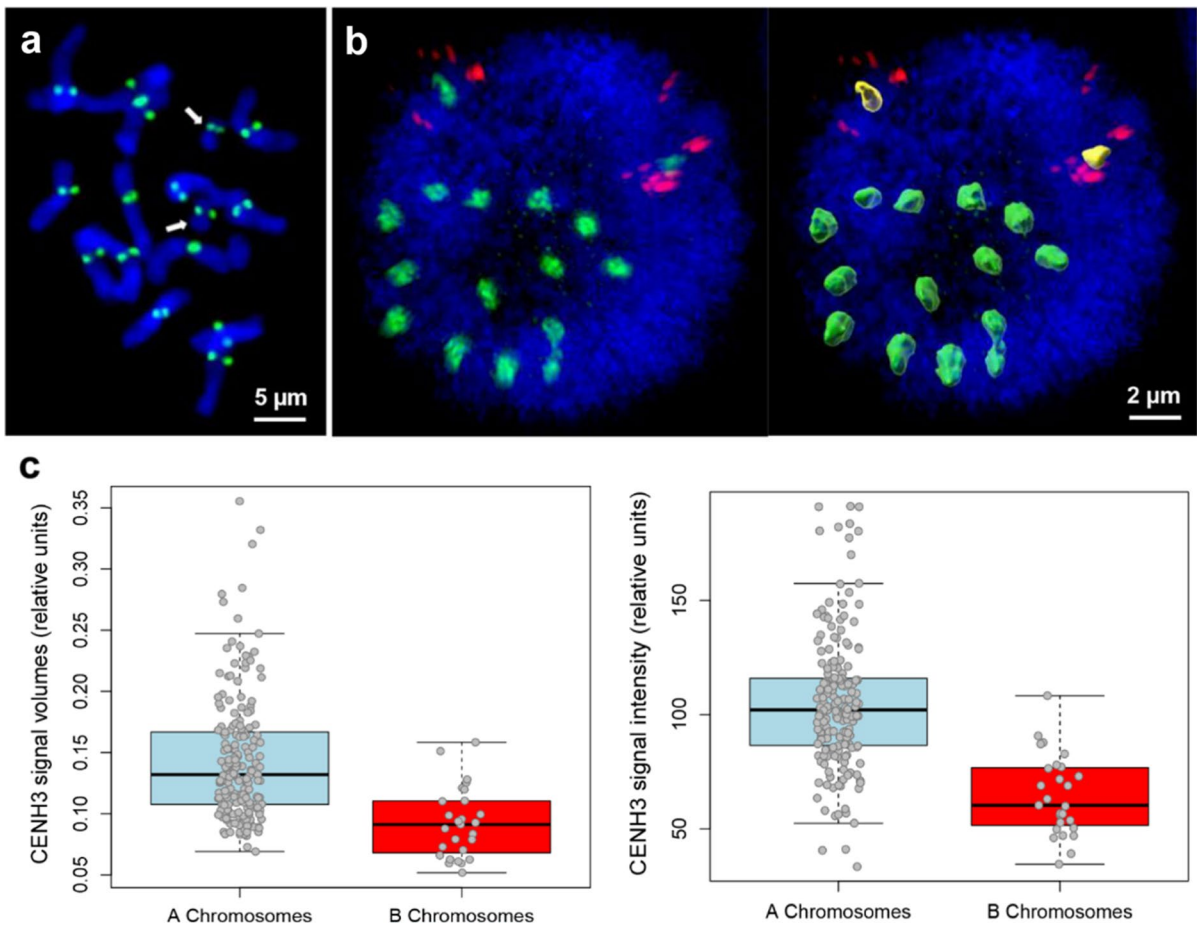 a
b
5 µm
2 µm
c
CENH3 signal volumes (relative units)
0.35
0.30
0.25
0.20
0.15
0.10
0.05
A Chromosomes
B Chromosomes
CENH3 signal intensity (relative units)
150
100
50
A Chromosomes
B Chromosomes